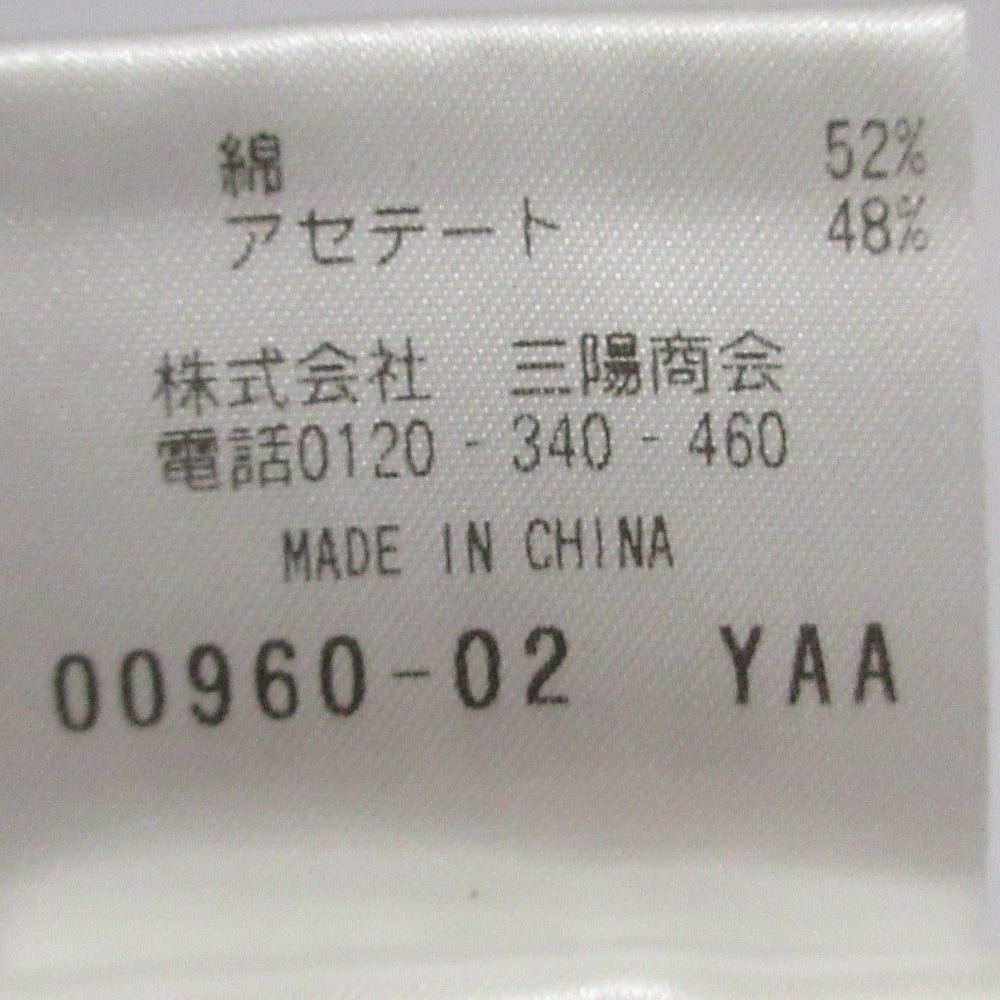 綿 52%
アセテート 48%
株式会社 三陽商会
電話0120-340-460
MADE IN CHINA
00960-02 YAA